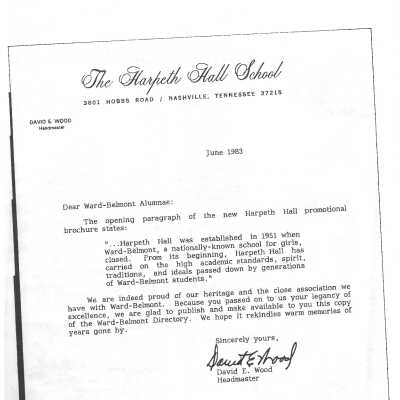 The Harpeth Hall School
3801 HOBBS ROAD / NASHVILLE, TENNESSEE 37215
DAVID E. WOOD
Headmaster
June 1983
Dear Ward-Belmont Alumnae:
The opening paragraph of the new Harpeth Hall promotional
brochure states:
"...Harpeth Hall was established in 1951 when
Ward-Belmont, a nationally-known school for girls,
closed. From its beginning, Harpeth Hall has
carried on the high academic standards, spirit,
traditions, and ideals passed down by generations
of Ward-Belmont students."
We are indeed proud of our heritage and the close association we
have with Ward-Belmont. Because you passed on to us your legacy of
excellence, we are glad to publish and make available to you this copy
of the Ward-Belmont Directory. We hope it rekindles warm memories of
years gone by.
Sincerely yours,
David E Wood
David E. Wood
Headmaster